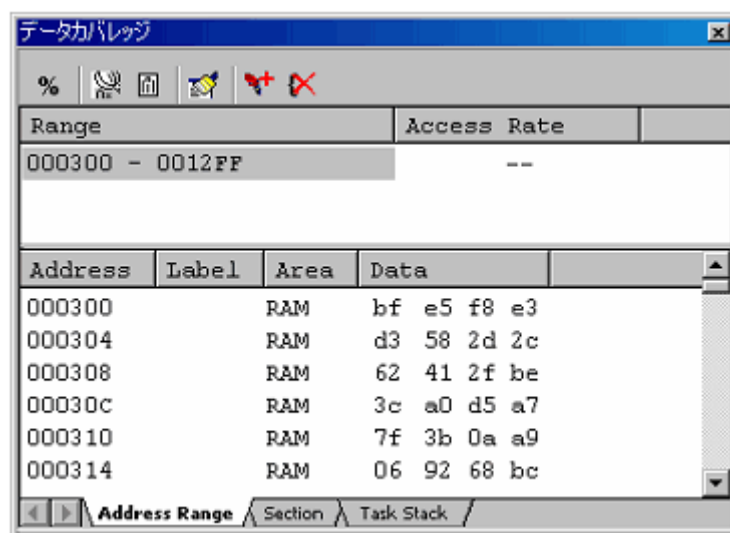 データカバレッジ
%
Range Access Rate
000300 - 0012FF --
Address Label Area Data
000300 RAM bf e5 f8 e3
000304 RAM d3 58 2d 2c
000308 RAM 62 41 2f be
00030C RAM 3c a0 d5 a7
000310 RAM 7f 3b 0a a9
000314 RAM 06 92 68 bc
Address Range Section Task Stack